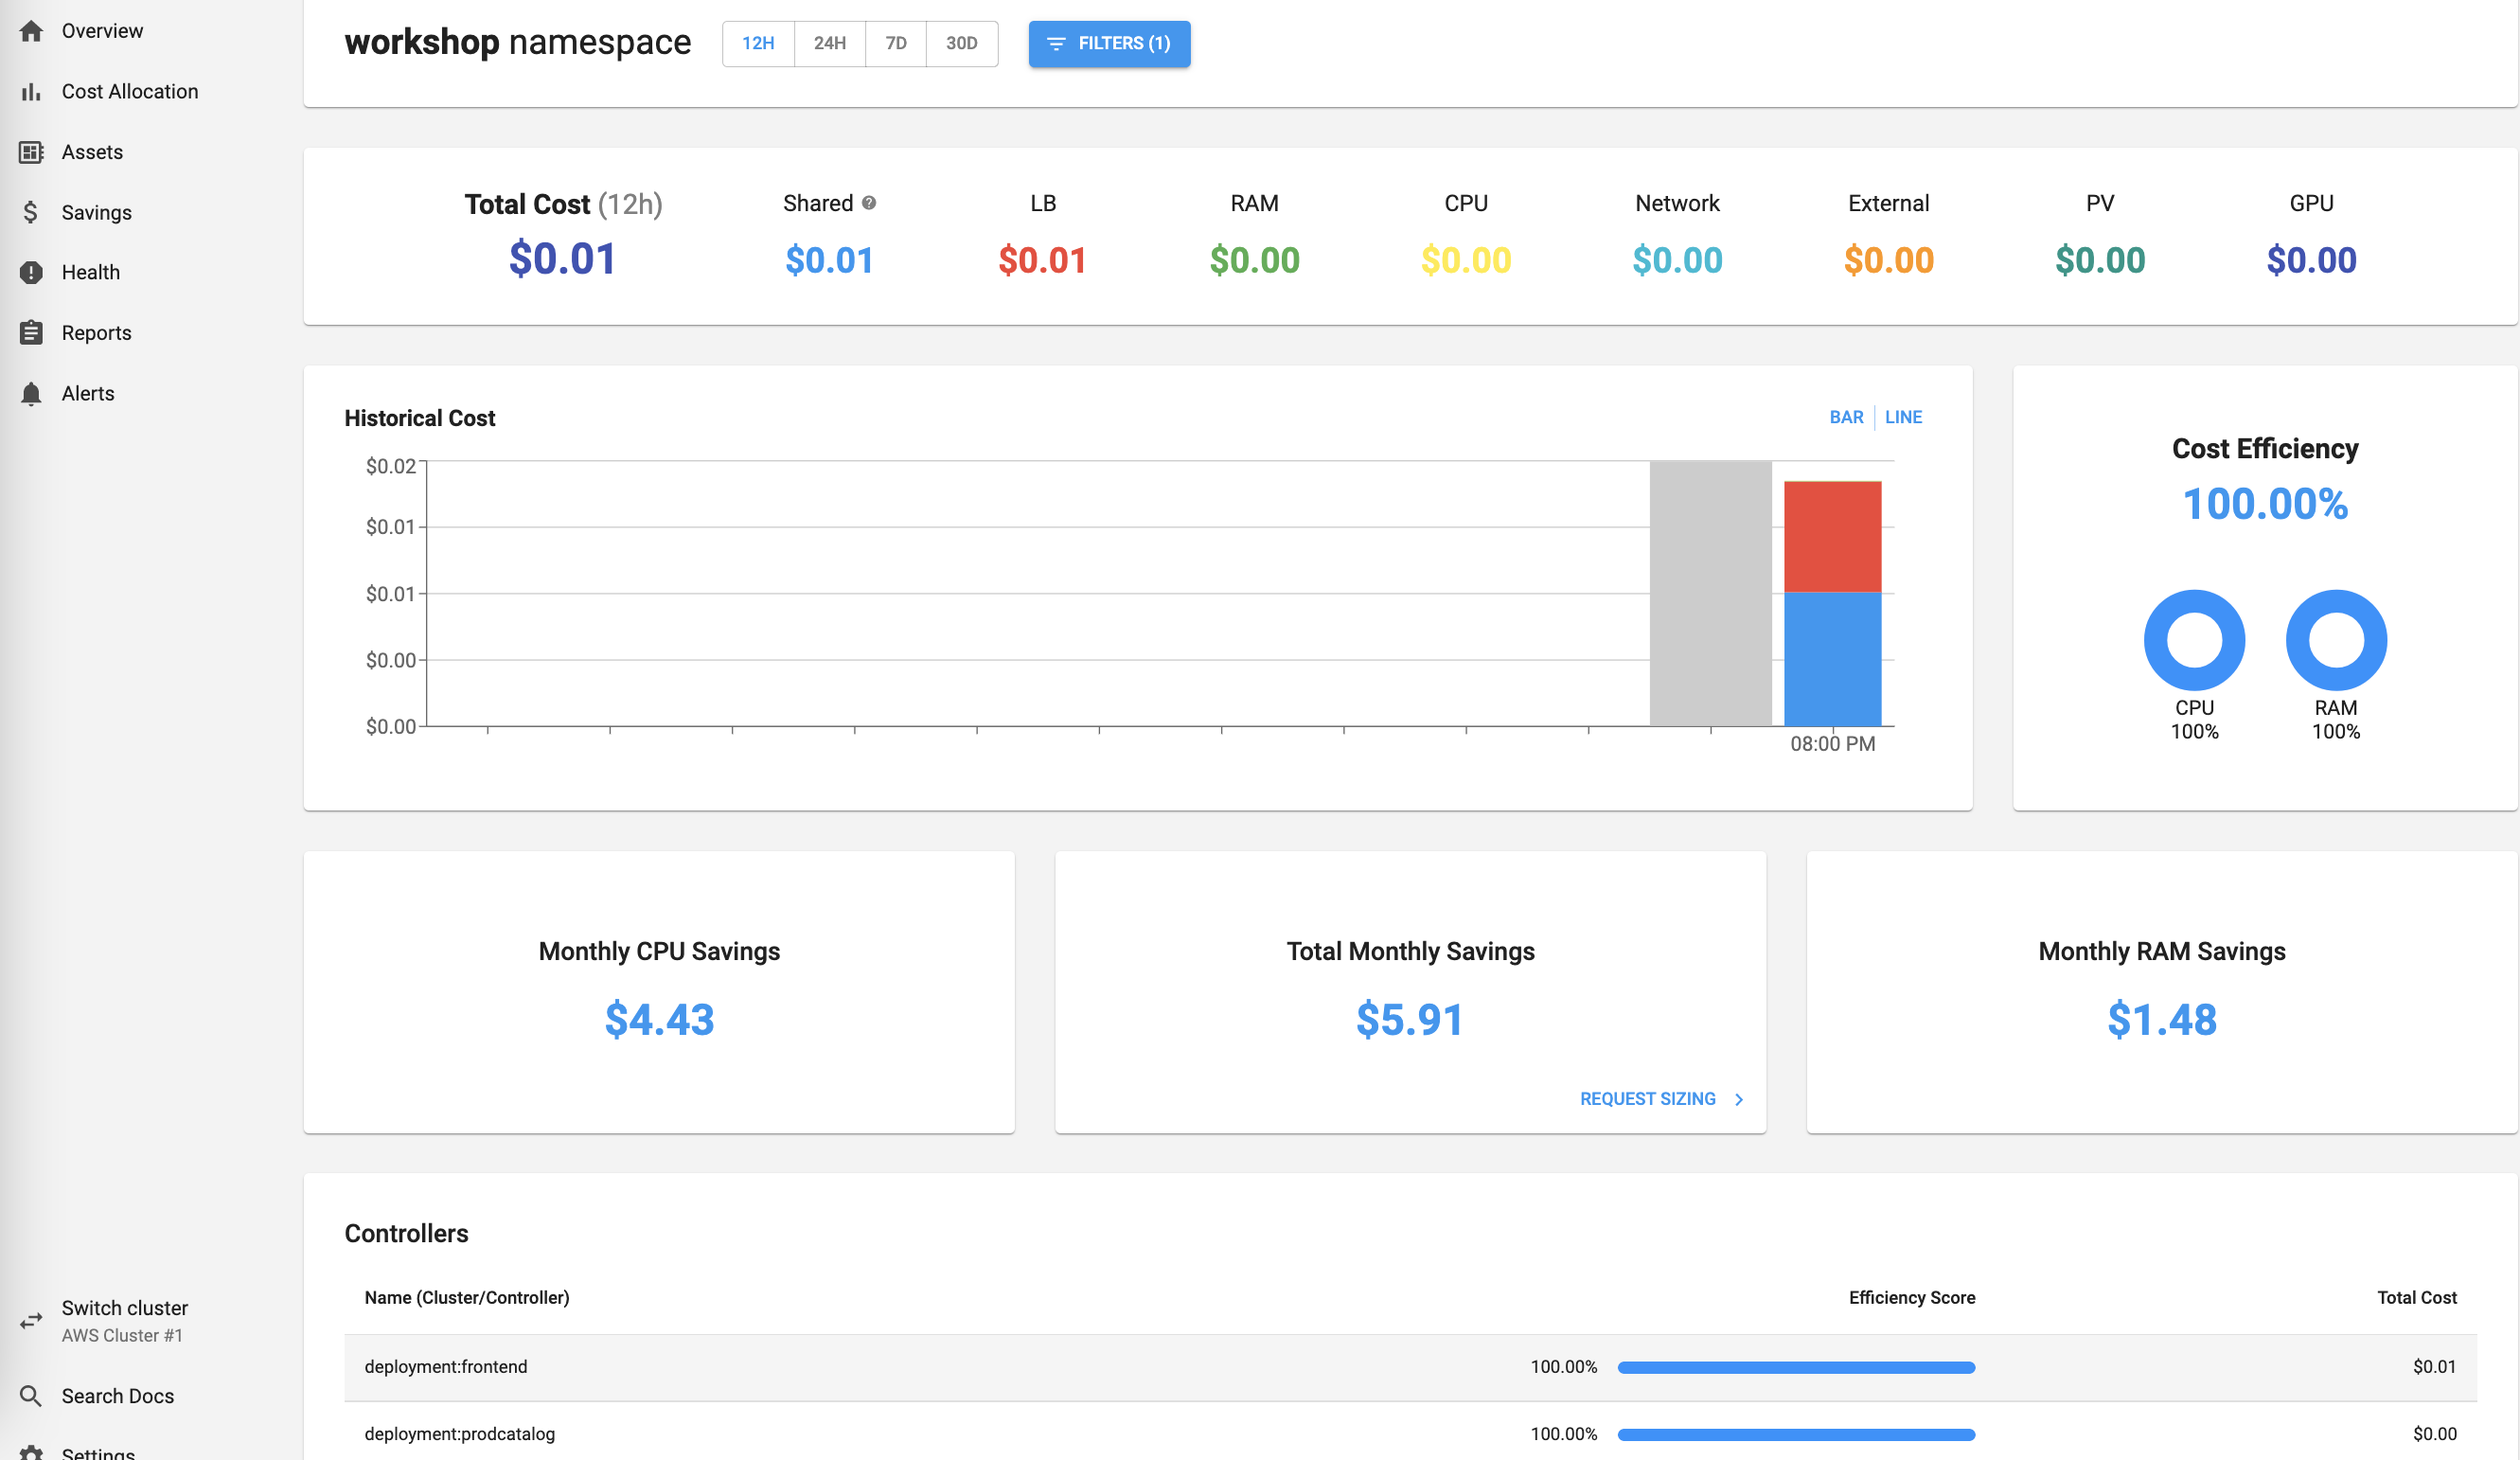 Overview
Cost Allocation
Assets
Savings
Health
Reports
Alerts
Switch cluster
AWS Cluster #1
Search Docs
Settings
workshop namespace
12H 24H 7D 30D
FILTERS (1)
Total Cost (12h) Shared LB RAM CPU Network External PV GPU
$0.01 $0.01 $0.01 $0.00 $0.00 $0.00 $0.00 $0.00 $0.00
Historical Cost
BAR LINE
$0.02
$0.01
$0.01
$0.00
$0.00
08:00 PM
Cost Efficiency
100.00%
CPU RAM
100% 100%
Monthly CPU Savings
$4.43
Total Monthly Savings
$5.91
REQUEST SIZING
Monthly RAM Savings
$1.48
Controllers
Name (Cluster/Controller) Efficiency Score Total Cost
deployment:frontend 100.00% $0.01
deployment:prodcatalog 100.00% $0.00